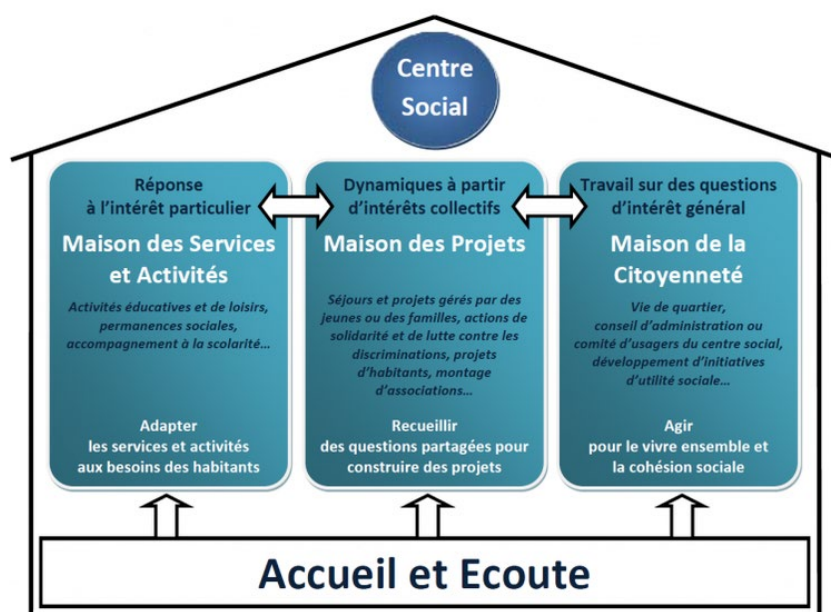 Centre
Social
Réponse
à l'intérêt particulier
Maison des Services
et Activités
Activités éducatives et de loisirs,
permanences sociales,
accompagnement à la scolarité...
Adapter
les services et activités
aux besoins des habitants
Dynamiques à partir
d'intérêts collectifs
Maison des Projets
Séjours et projets gérés par des
jeunes ou des familles, actions de
solidarité et de lutte contre les
discriminations, projets
d'habitants, montage
d'associations...
Recueillir
des questions partagées pour
construire des projets
Travail sur des questions
d'intérêt général
Maison de la
Citoyenneté
Vie de quartier,
conseil d'administration ou
comité d'usagers du centre social,
développement d'initiatives
d'utilité sociale...
Agir
pour le vivre ensemble et
la cohésion sociale
Accueil et Ecoute